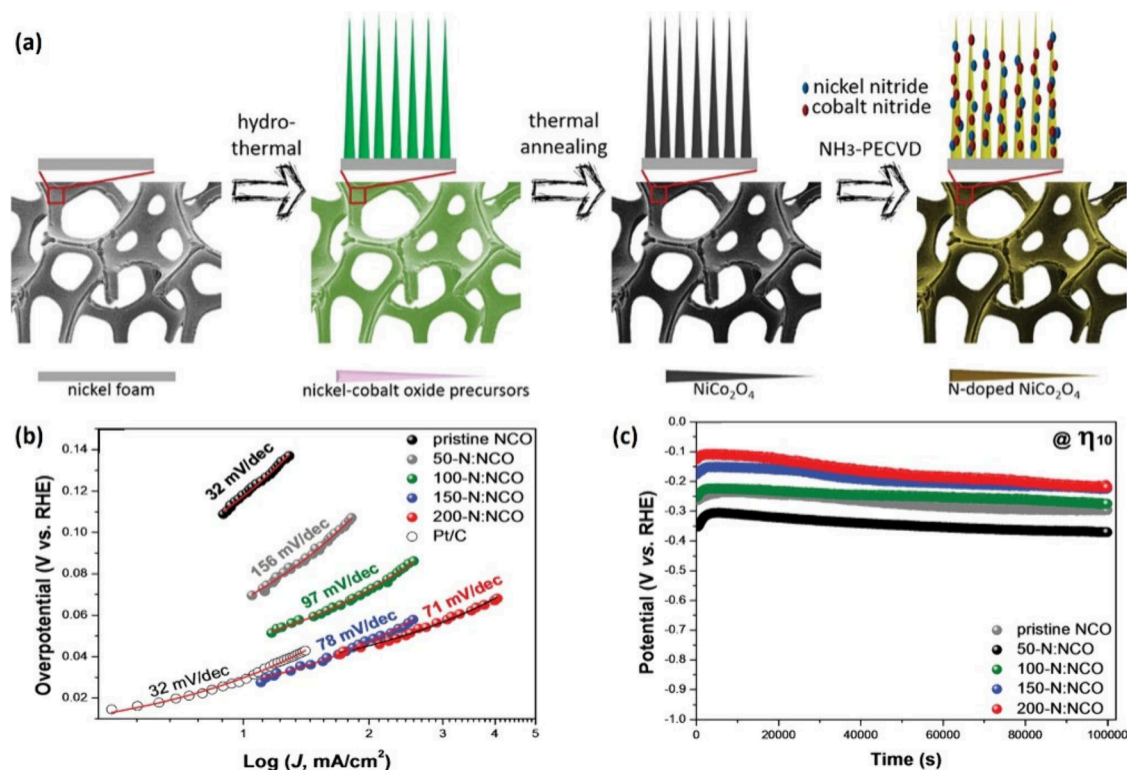 (a)
hydro-
thermal
thermal
annealing
nickel nitride
cobalt nitride
NH3-PECVD
nickel foam
nickel-cobalt oxide precursors
NiCo2O4
N-doped NiCo2O4
(b)
Overpotential (V vs. RHE)
0.14
0.12
0.10
0.08
0.06
0.04
0.02
32 mV/dec
156 mV/dec
97 mV/dec
71 mV/dec
78 mV/dec
32 mV/dec
pristine NCO
50-N:NCO
100-N:NCO
150-N:NCO
200-N:NCO
Pt/C
1 2 3 4 5
Log (J, mA/cm2)
(c)
@ η10
Potential (V vs. RHE)
-0.1
-0.2
-0.3
-0.4
-0.5
-0.6
-0.7
-0.8
-0.9
-1.0
pristine NCO
50-N:NCO
100-N:NCO
150-N:NCO
200-N:NCO
0 20000 40000 60000 80000 100000
Time (s)